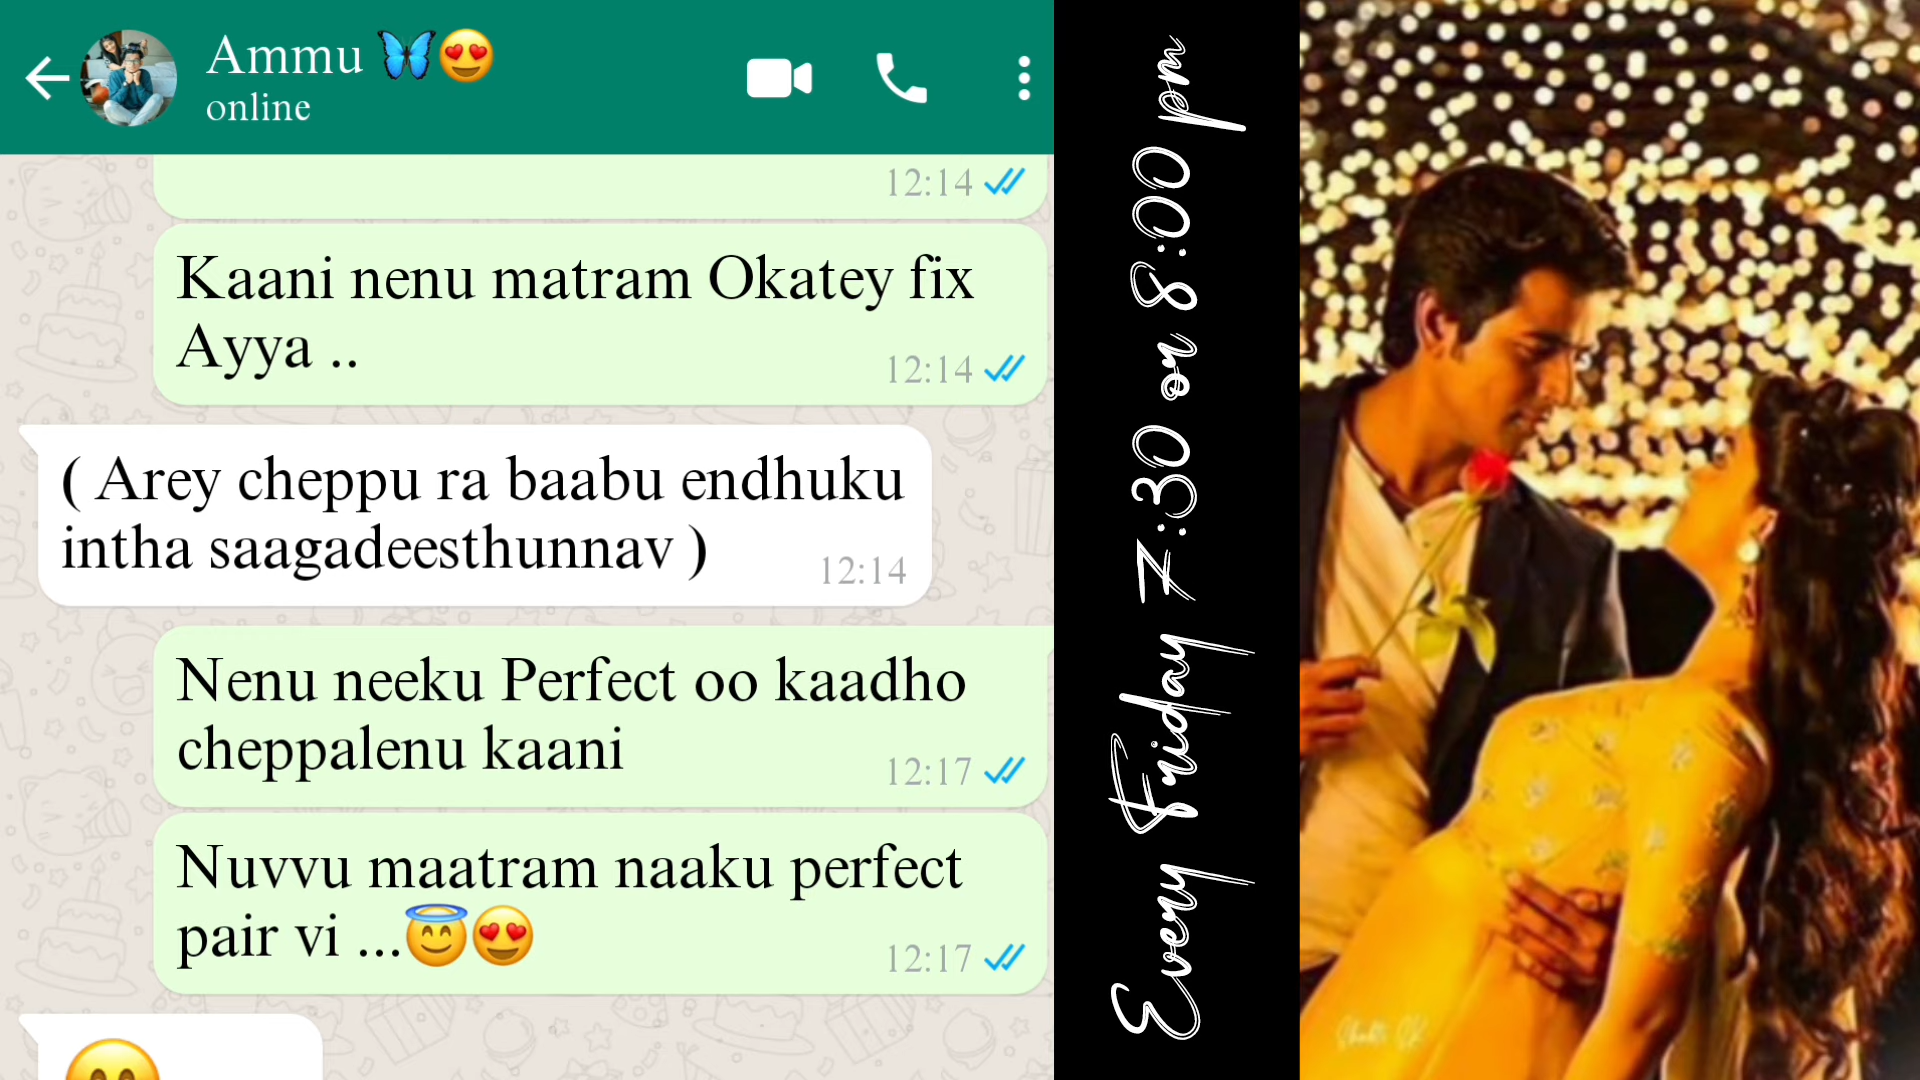 Ammu 🦋😍
online
12:14
Kaani nenu matram Okatey fix
Ayya ..
12:14
( Arey cheppu ra baabu endhuku
intha saagadeesthunnav )
12:14
Nenu neeku Perfect oo kaadho
cheppalenu kaani
12:17
Nuvvu maatram naaku perfect
pair vi ...😇😍
12:17
Every Friday 7:30 or 8:00 pm